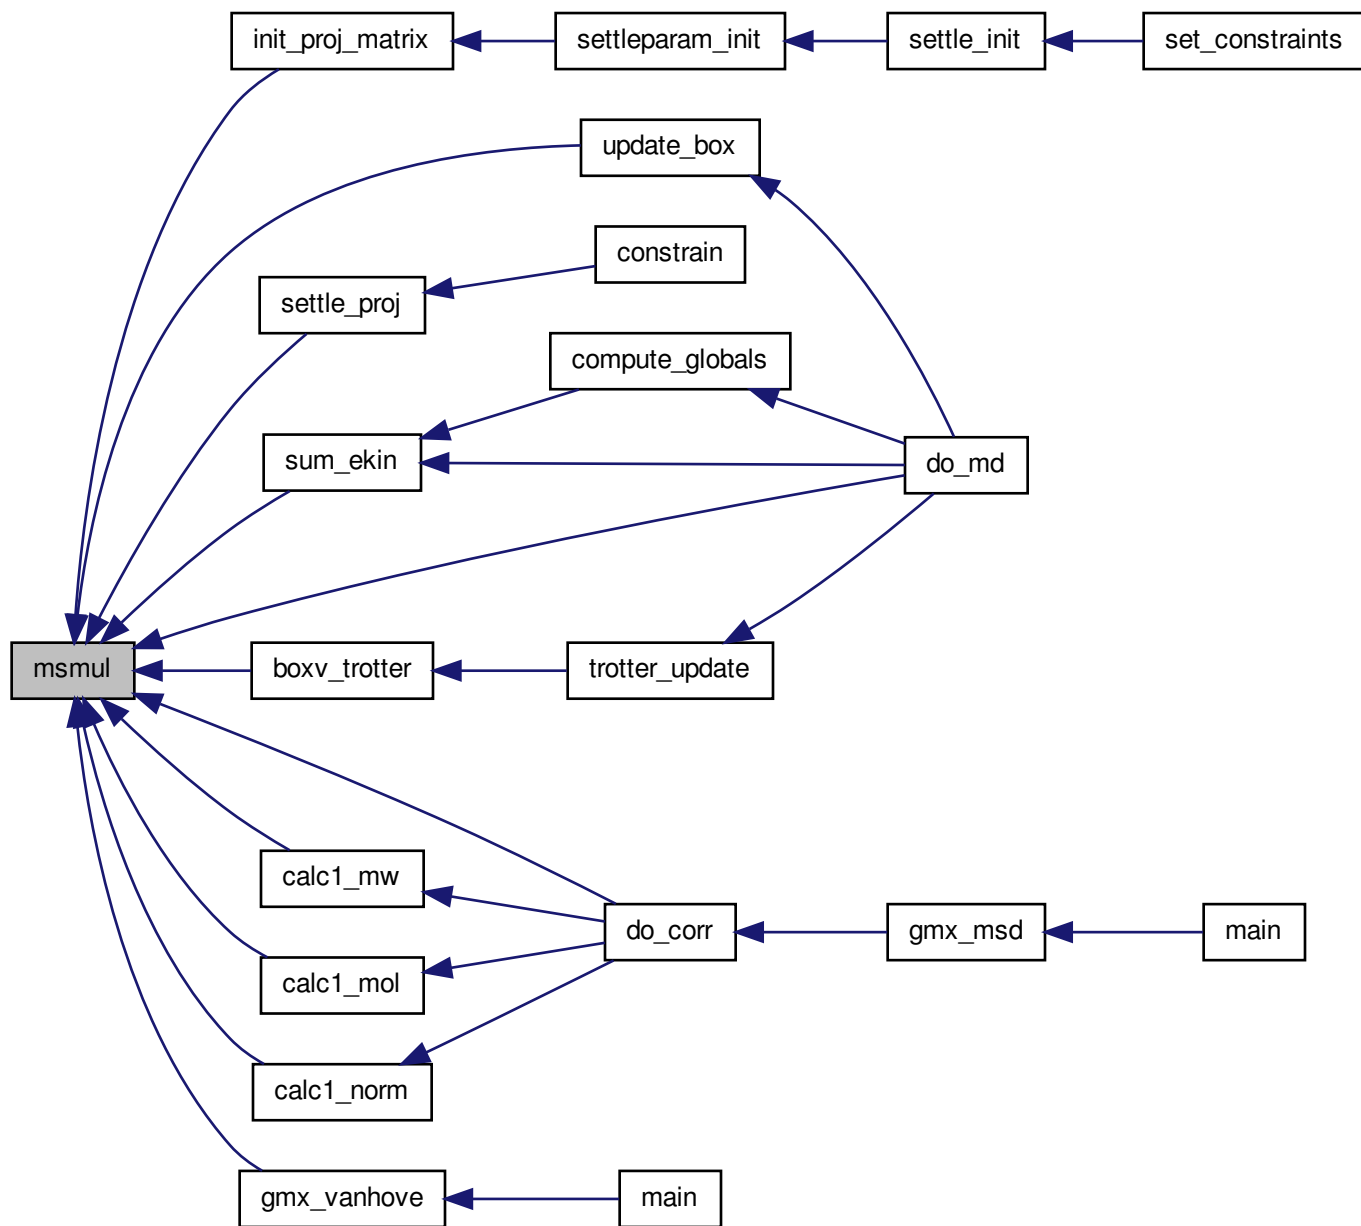 init_proj_matrix
settleparam_init
settle_init
set_constraints
update_box
constrain
settle_proj
compute_globals
sum_ekin
do_md
msmul
boxv_trotter
trotter_update
calc1_mw
do_corr
gmx_msd
main
calc1_mol
calc1_norm
gmx_vanhove
main